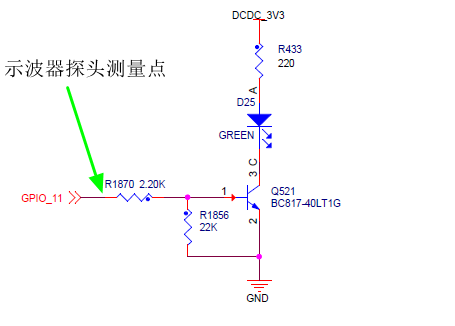 DCDC_3V3
R433
220
示波器探头测量点
A
D25
GREEN
C
3
R1870 2.20K
GPIO_11
1
Q521
BC817-40LT1G
R1856
22K
2
GND